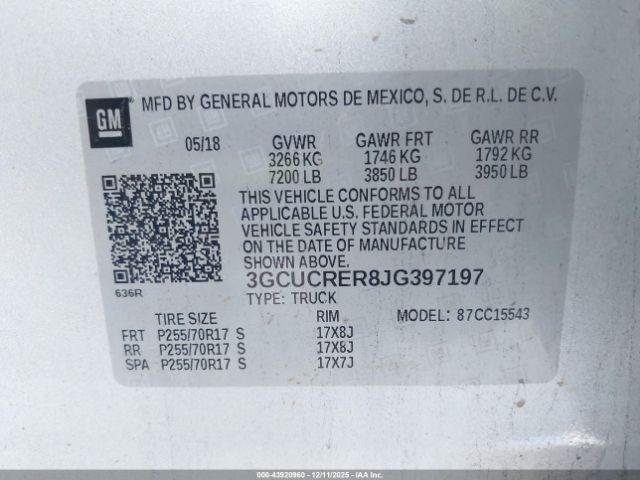 GM
MFD BY GENERAL MOTORS DE MEXICO, S. DE R.L. DE C.V.
05/18 GVWR GAWR FRT GAWR RR
3266 KG 1746 KG 1792 KG
7200 LB 3850 LB 3950 LB
THIS VEHICLE CONFORMS TO ALL
APPLICABLE U.S. FEDERAL MOTOR
VEHICLE SAFETY STANDARDS IN EFFECT
ON THE DATE OF MANUFACTURE
SHOWN ABOVE.
3GCUCRER8JG397197
636R
TYPE: TRUCK
TIRE SIZE RIM MODEL: 87CC15543
FRT P255/70R17 S 17X8J
RR P255/70R17 S 17X8J
SPA P255/70R17 S 17X7J
000-43920960 - 12/11/2025 - IAAI.COM